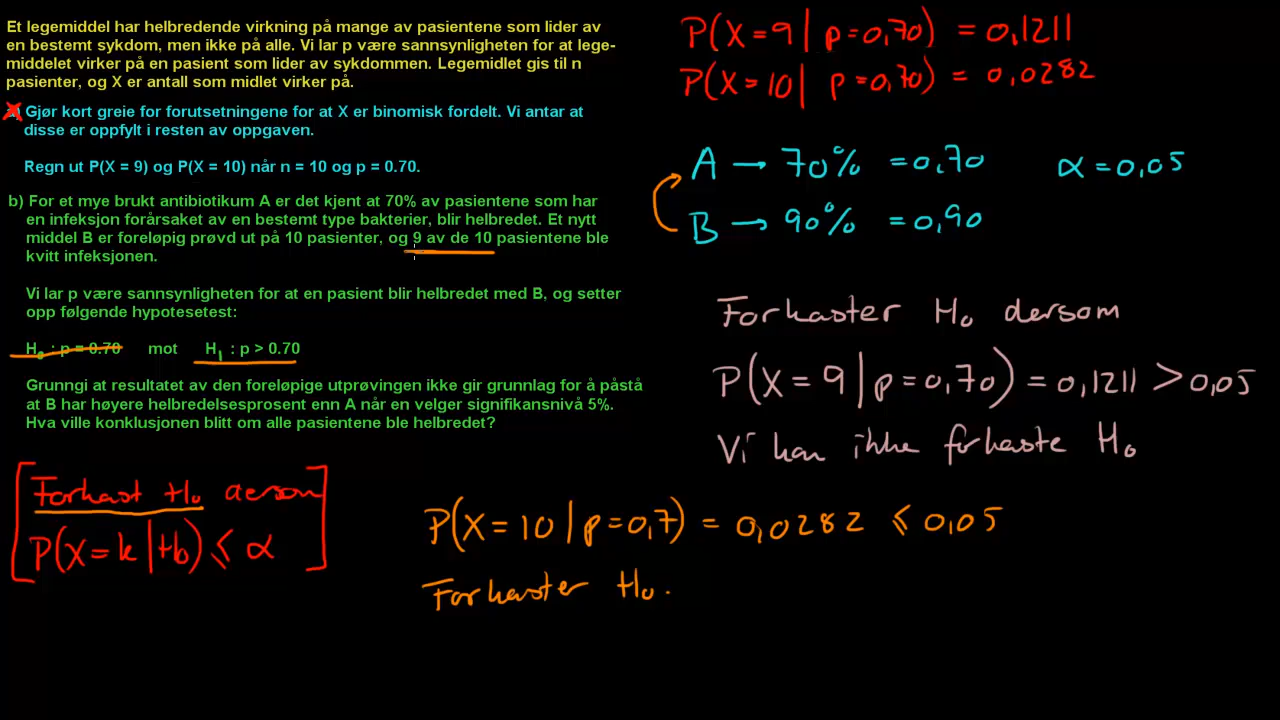 Et legemiddel har helbredende virkning på mange av pasientene som lider av
en bestemt sykdom, men ikke på alle. Vi lar p være sannsynligheten for at lege-
middelet virker på en pasient som lider av sykdommen. Legemidlet gis til n
pasienter, og X er antall som midlet virker på.
a) Gjør kort greie for forutsetningene for at X er binomisk fordelt. Vi antar at
disse er oppfylt i resten av oppgaven.
Regn ut P(X = 9) og P(X = 10) når n = 10 og p = 0.70.
b) For et mye brukt antibiotikum A er det kjent at 70% av pasientene som har
en infeksjon forårsaket av en bestemt type bakterier, blir helbredet. Et nytt
middel B er foreløpig prøvd ut på 10 pasienter, og 9 av de 10 pasientene ble
kvitt infeksjonen.
Vi lar p være sannsynligheten for at en pasient blir helbredet med B, og setter
opp følgende hypotesetest:
H₀ : p = 0.70 mot H₁ : p > 0.70
Grunngi at resultatet av den foreløpige utprøvingen ikke gir grunnlag for å påstå
at B har høyere helbredelsesprosent enn A når en velger signifikansnivå 5%.
Hva ville konklusjonen blitt om alle pasientene ble helbredet?
Forkast H₀ dersom
P(X = k | H₀) ≤ α
P(X = 9 | p = 0,70) = 0,1211
P(X = 10 | p = 0,70) = 0,0282
A → 70% = 0,70 α = 0,05
B → 90% = 0,90
Forkaster H₀ dersom
P(X = 9 | p = 0,70) = 0,1211 > 0,05
Vi kan ikke forkaste H₀
P(X = 10 | p = 0,7) = 0,0282 ≤ 0,05
Forkaster H₀.